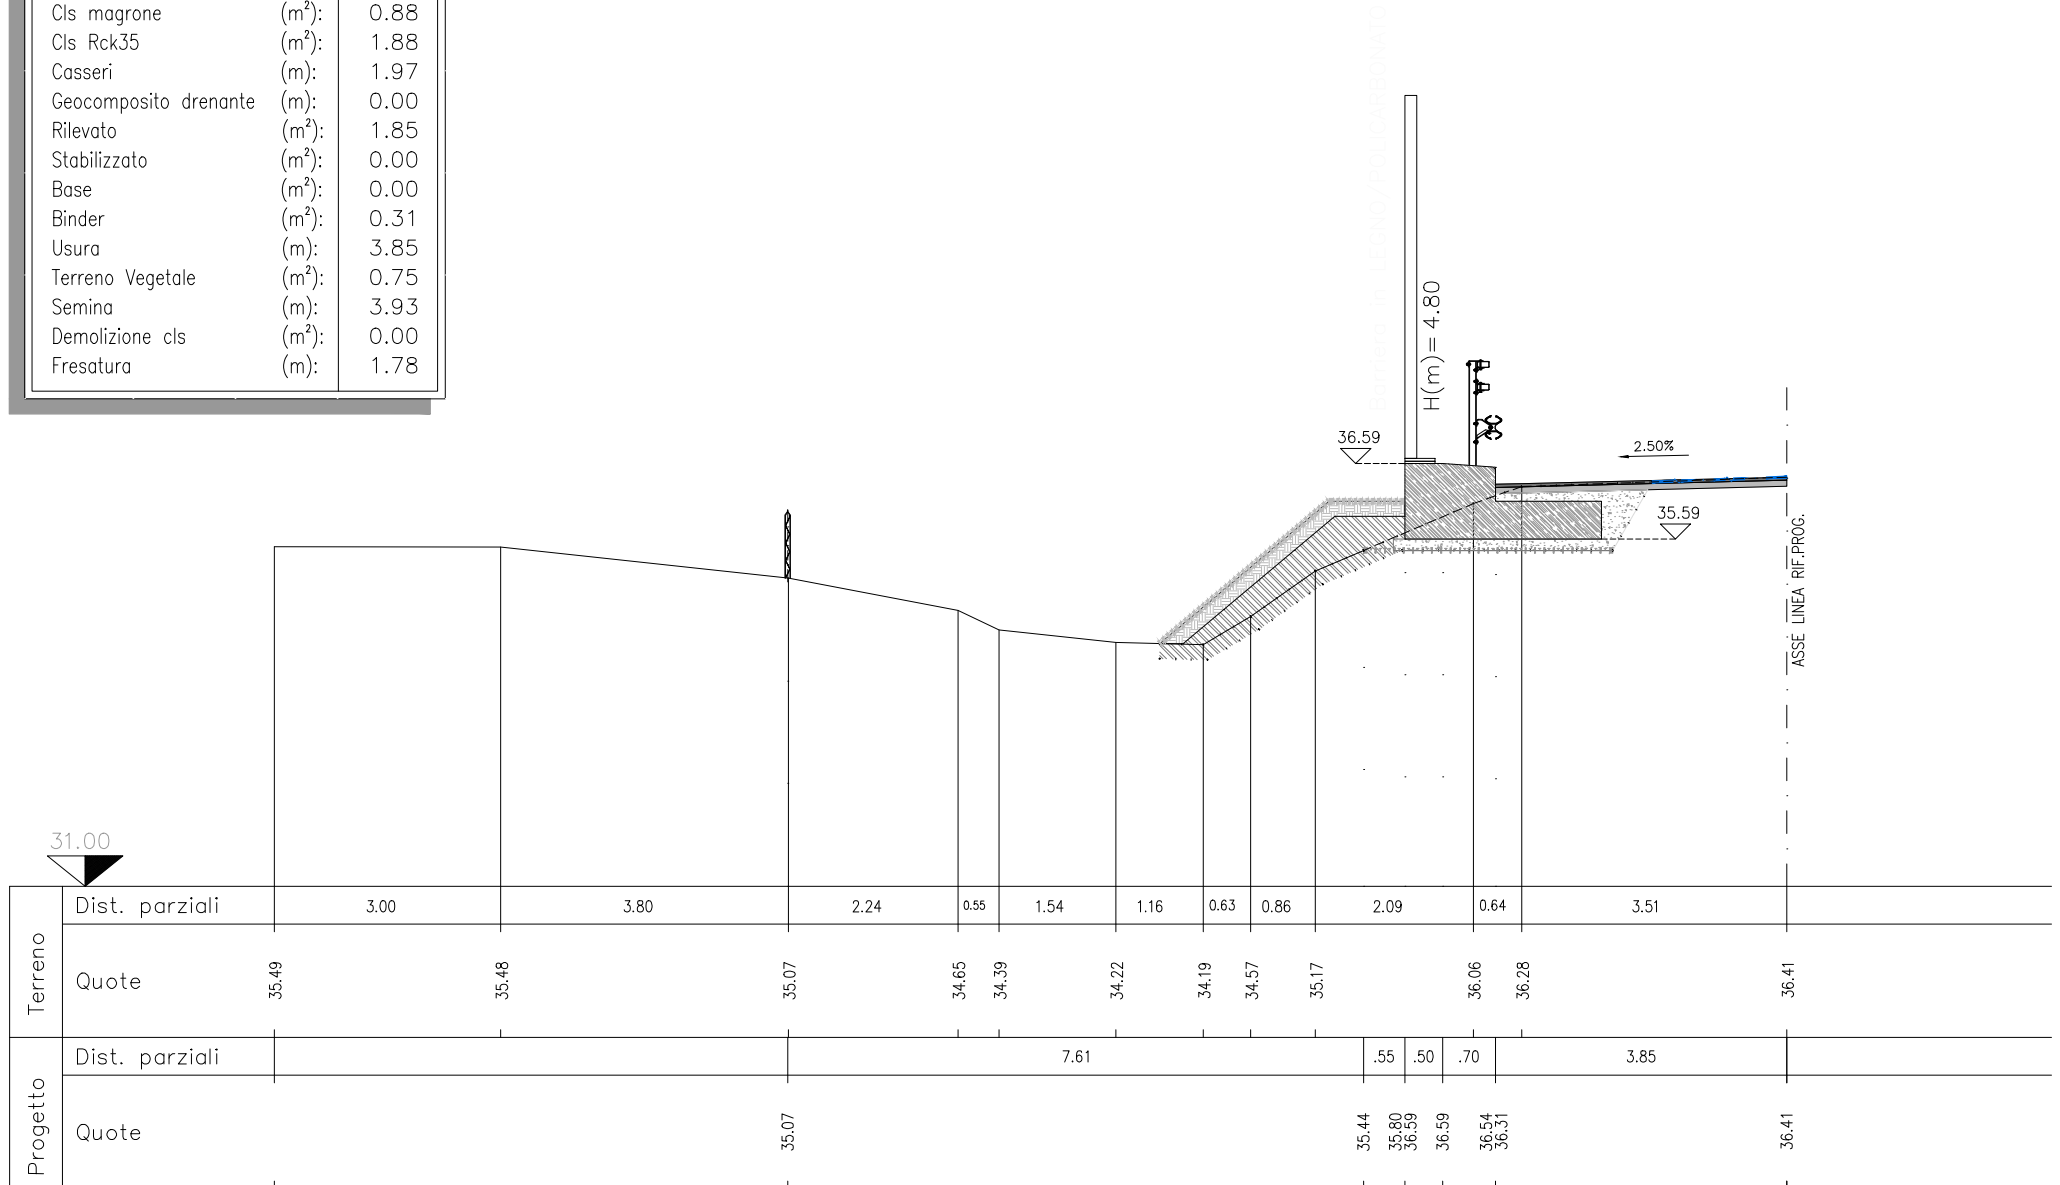 Cls magrone (m²): 0.88
Cls Rck35 (m²): 1.88
Casseri (m): 1.97
Geocomposito drenante (m): 0.00
Rilevato (m²): 1.85
Stabilizzato (m²): 0.00
Base (m²): 0.00
Binder (m²): 0.31
Usura (m): 3.85
Terreno Vegetale (m²): 0.75
Semina (m): 3.93
Demolizione cls (m²): 0.00
Fresatura (m): 1.78
Barriera in LEGNO/POLICARBONATO
H(m)= 4.80
36.59
2.50%
35.59
ASSE LINEA RIF.PROG.
31.00
Terreno
Dist. parziali 3.00 3.80 2.24 0.55 1.54 1.16 0.63 0.86 2.09 0.64 3.51
Quote 35.49 35.48 35.07 34.65 34.39 34.22 34.19 34.57 35.17 36.06 36.28 36.41
Progetto
Dist. parziali 7.61 .55 .50 .70 3.85
Quote 35.07 35.44 35.80 36.59 36.59 36.54 36.31 36.41